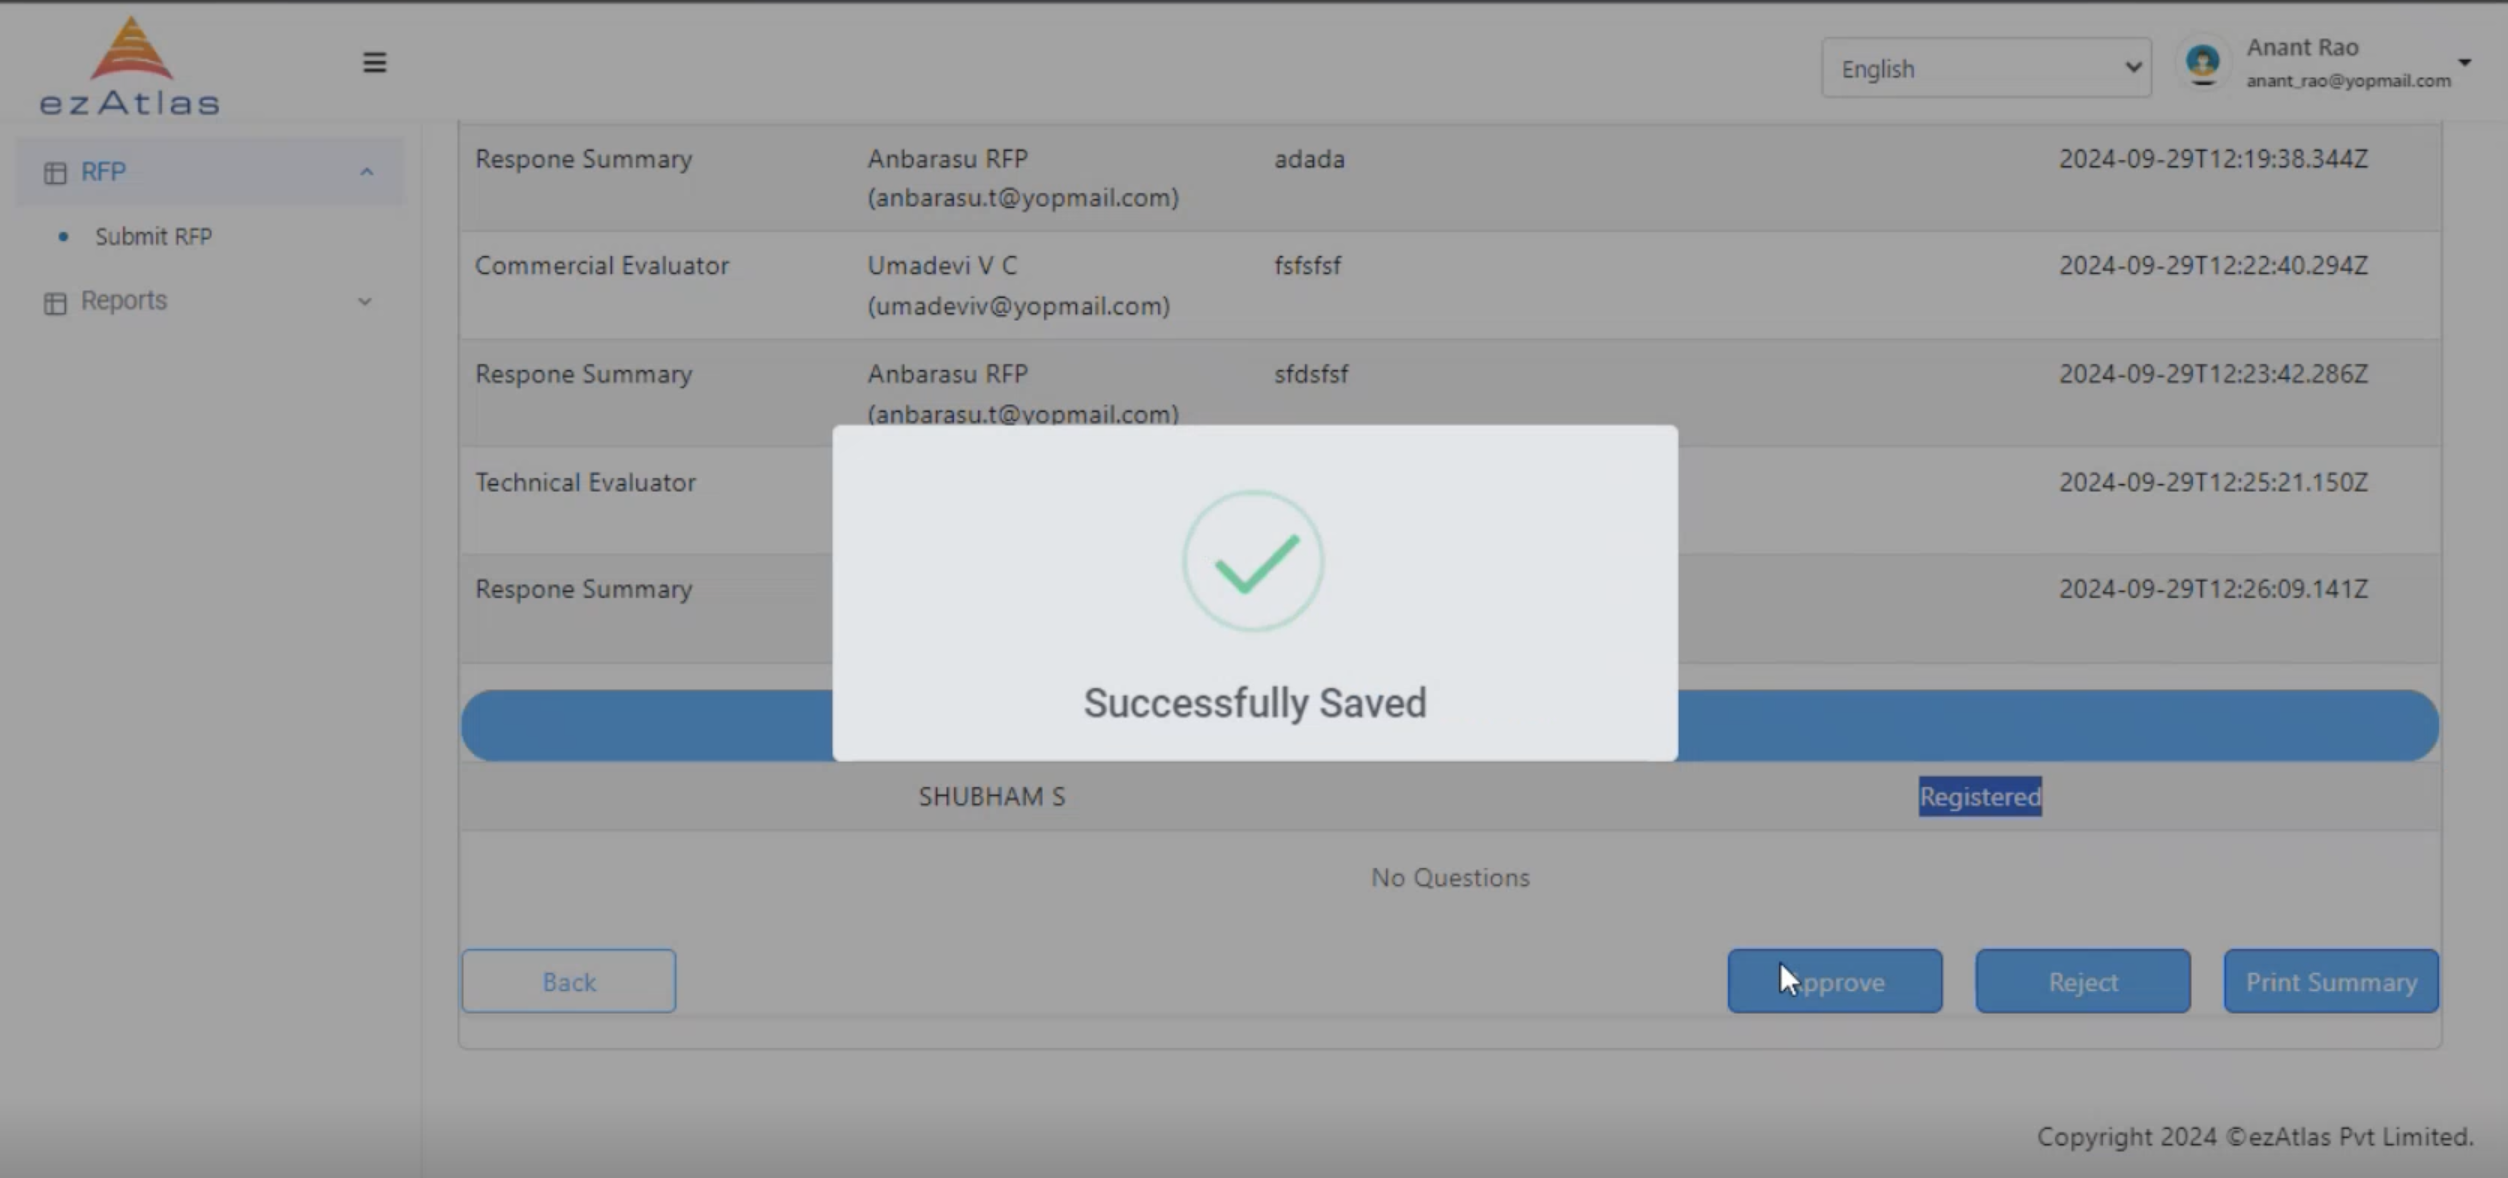 ezAtlas
English
Anant Rao
anant_rao@yopmail.com
RFP
Submit RFP
Reports
Respone Summary
Anbarasu RFP
(anbarasu.t@yopmail.com)
adada
2024-09-29T12:19:38.344Z
Commercial Evaluator
Umadevi V C
(umadeviv@yopmail.com)
fsfsfsf
2024-09-29T12:22:40.294Z
Respone Summary
Anbarasu RFP
(anbarasu.t@yopmail.com)
sfdsfsf
2024-09-29T12:23:42.286Z
Technical Evaluator
2024-09-29T12:25:21.150Z
Respone Summary
2024-09-29T12:26:09.141Z
Successfully Saved
SHUBHAM S
Registered
No Questions
Back
Approve
Reject
Print Summary
Copyright 2024 ©ezAtlas Pvt Limited.